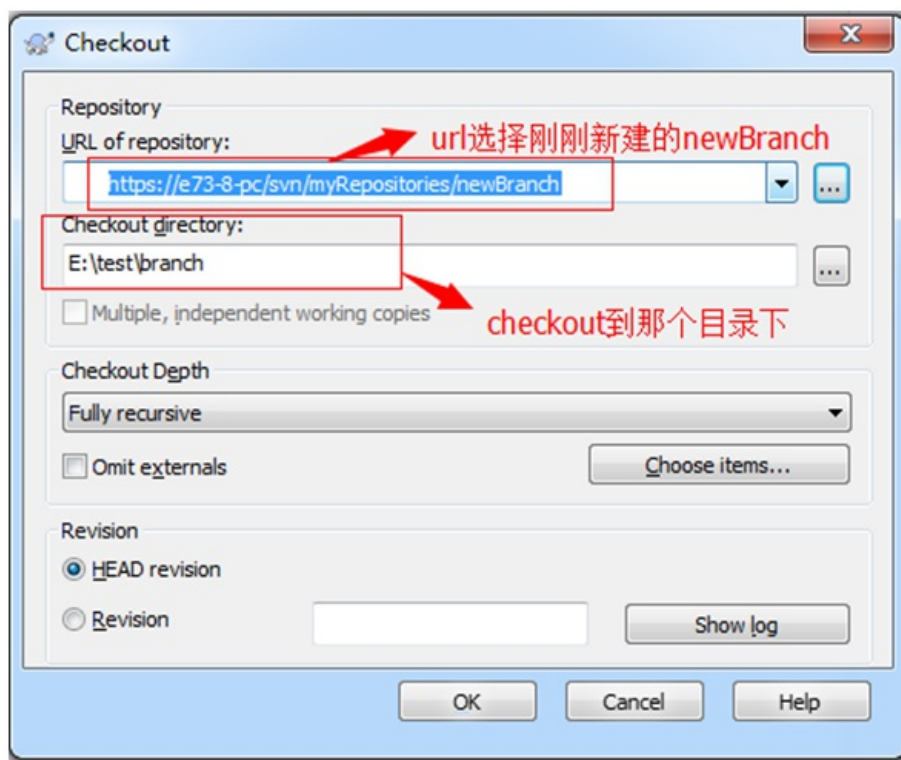 Checkout
Repository
URL of repository:
url选择刚刚新建的newBranch
https://e73-8-pc/svn/myRepositories/newBranch
...
Checkout directory:
E:\test\branch
...
Multiple, independent working copies
checkout到那个目录下
Checkout Depth
Fully recursive
Omit externals
Choose items...
Revision
HEAD revision
Revision
Show log
OK
Cancel
Help